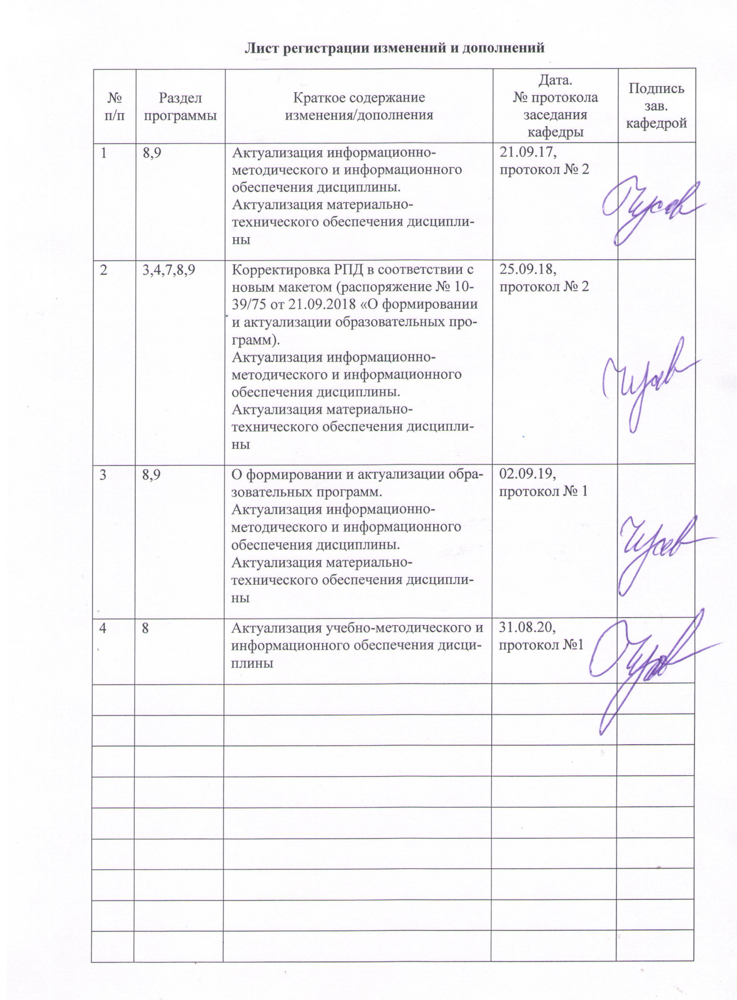 Лист регистрации изменений и дополнений
№
п/п
Раздел
программы
Краткое содержание
изменения/дополнения
Дата.
№ протокола
заседания
кафедры
Подпись
зав.
кафедрой
1
8,9
Актуализация информационно-
методического и информационного
обеспечения дисциплины.
Актуализация материально-
технического обеспечения дисципли-
ны
21.09.17,
протокол № 2
2
3,4,7,8,9
Корректировка РПД в соответствии с
новым макетом (распоряжение № 10-
39/75 от 21.09.2018 «О формировании
и актуализации образовательных про-
грамм).
Актуализация информационно-
методического и информационного
обеспечения дисциплины.
Актуализация материально-
технического обеспечения дисципли-
ны
25.09.18,
протокол № 2
3
8,9
О формировании и актуализации обра-
зовательных программ.
Актуализация информационно-
методического и информационного
обеспечения дисциплины.
Актуализация материально-
технического обеспечения дисципли-
ны
02.09.19,
протокол № 1
4
8
Актуализация учебно-методического и
информационного обеспечения дисци-
плины
31.08.20,
протокол №1